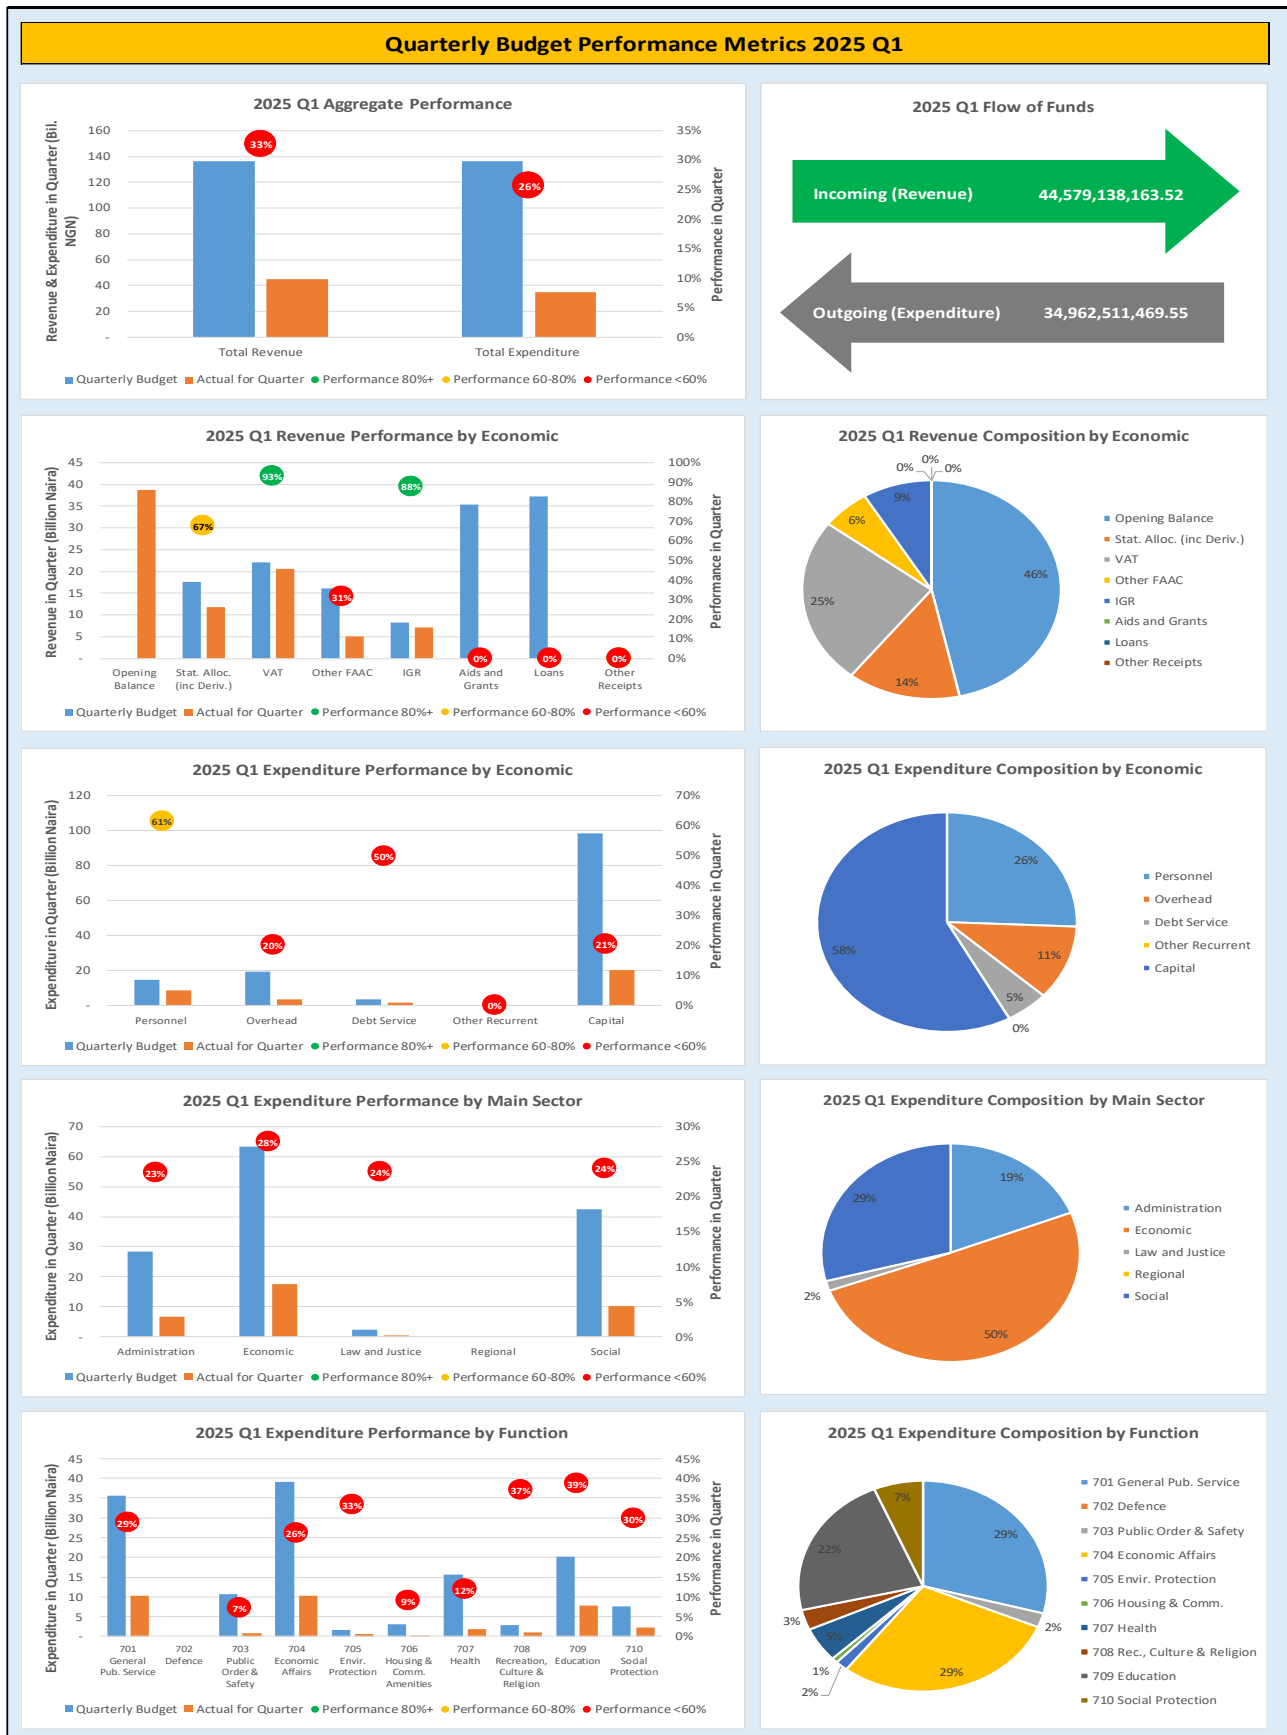 Quarterly Budget Performance Metrics 2025 Q1
2025 Q1 Aggregate Performance
Revenue & Expenditure in Quarter (Bil.
NGN)
160
140
120
100
80
60
40
20
-
35%
30%
25%
20%
15%
10%
5%
0%
Performance in Quarter
33%
26%
Total Revenue
Total Expenditure
Quarterly Budget
Actual for Quarter
Performance 80%+
Performance 60-80%
Performance <60%
2025 Q1 Flow of Funds
Incoming (Revenue) 44,579,138,163.52
Outgoing (Expenditure) 34,962,511,469.55
2025 Q1 Revenue Performance by Economic
Revenue in Quarter (Billion Naira)
45
40
35
30
25
20
15
10
5
-
100%
90%
80%
70%
60%
50%
40%
30%
20%
10%
0%
Performance in Quarter
67%
93%
31%
88%
0%
0%
0%
Opening
Balance
Stat. Alloc.
(inc Deriv.)
VAT
Other FAAC
IGR
Aids and
Grants
Loans
Other
Receipts
Quarterly Budget
Actual for Quarter
Performance 80%+
Performance 60-80%
Performance <60%
2025 Q1 Revenue Composition by Economic
0%
0%
0%
46%
14%
25%
6%
9%
Opening Balance
Stat. Alloc. (inc Deriv.)
VAT
Other FAAC
IGR
Aids and Grants
Loans
Other Receipts
2025 Q1 Expenditure Performance by Economic
Expenditure in Quarter (Billion Naira)
120
100
80
60
40
20
-
70%
60%
50%
40%
30%
20%
10%
0%
Performance in Quarter
61%
20%
50%
0%
21%
Personnel
Overhead
Debt Service
Other Recurrent
Capital
Quarterly Budget
Actual for Quarter
Performance 80%+
Performance 60-80%
Performance <60%
2025 Q1 Expenditure Composition by Economic
26%
11%
5%
0%
58%
Personnel
Overhead
Debt Service
Other Recurrent
Capital
2025 Q1 Expenditure Performance by Main Sector
Expenditure in Quarter (Billion Naira)
70
60
50
40
30
20
10
-
30%
25%
20%
15%
10%
5%
0%
Performance in Quarter
23%
28%
24%
24%
Administration
Economic
Law and Justice
Regional
Social
Quarterly Budget
Actual for Quarter
Performance 80%+
Performance 60-80%
Performance <60%
2025 Q1 Expenditure Composition by Main Sector
19%
50%
2%
29%
Administration
Economic
Law and Justice
Regional
Social
2025 Q1 Expenditure Performance by Function
Expenditure in Quarter (Billion Naira)
45
40
35
30
25
20
15
10
5
-
45%
40%
35%
30%
25%
20%
15%
10%
5%
0%
Performance in Quarter
29%
7%
26%
33%
9%
12%
37%
39%
30%
701
General
Pub. Service
702
Defence
703
Public
Order &
Safety
704
Economic
Affairs
705
Envir.
Protection
706
Housing &
Comm.
Amenities
707
Health
708
Recreation,
Culture &
Religion
709
Education
710
Social
Protection
Quarterly Budget
Actual for Quarter
Performance 80%+
Performance 60-80%
Performance <60%
2025 Q1 Expenditure Composition by Function
29%
2%
29%
2%
1%
5%
3%
22%
7%
701 General Pub. Service
702 Defence
703 Public Order & Safety
704 Economic Affairs
705 Envir. Protection
706 Housing & Comm.
707 Health
708 Rec., Culture & Religion
709 Education
710 Social Protection